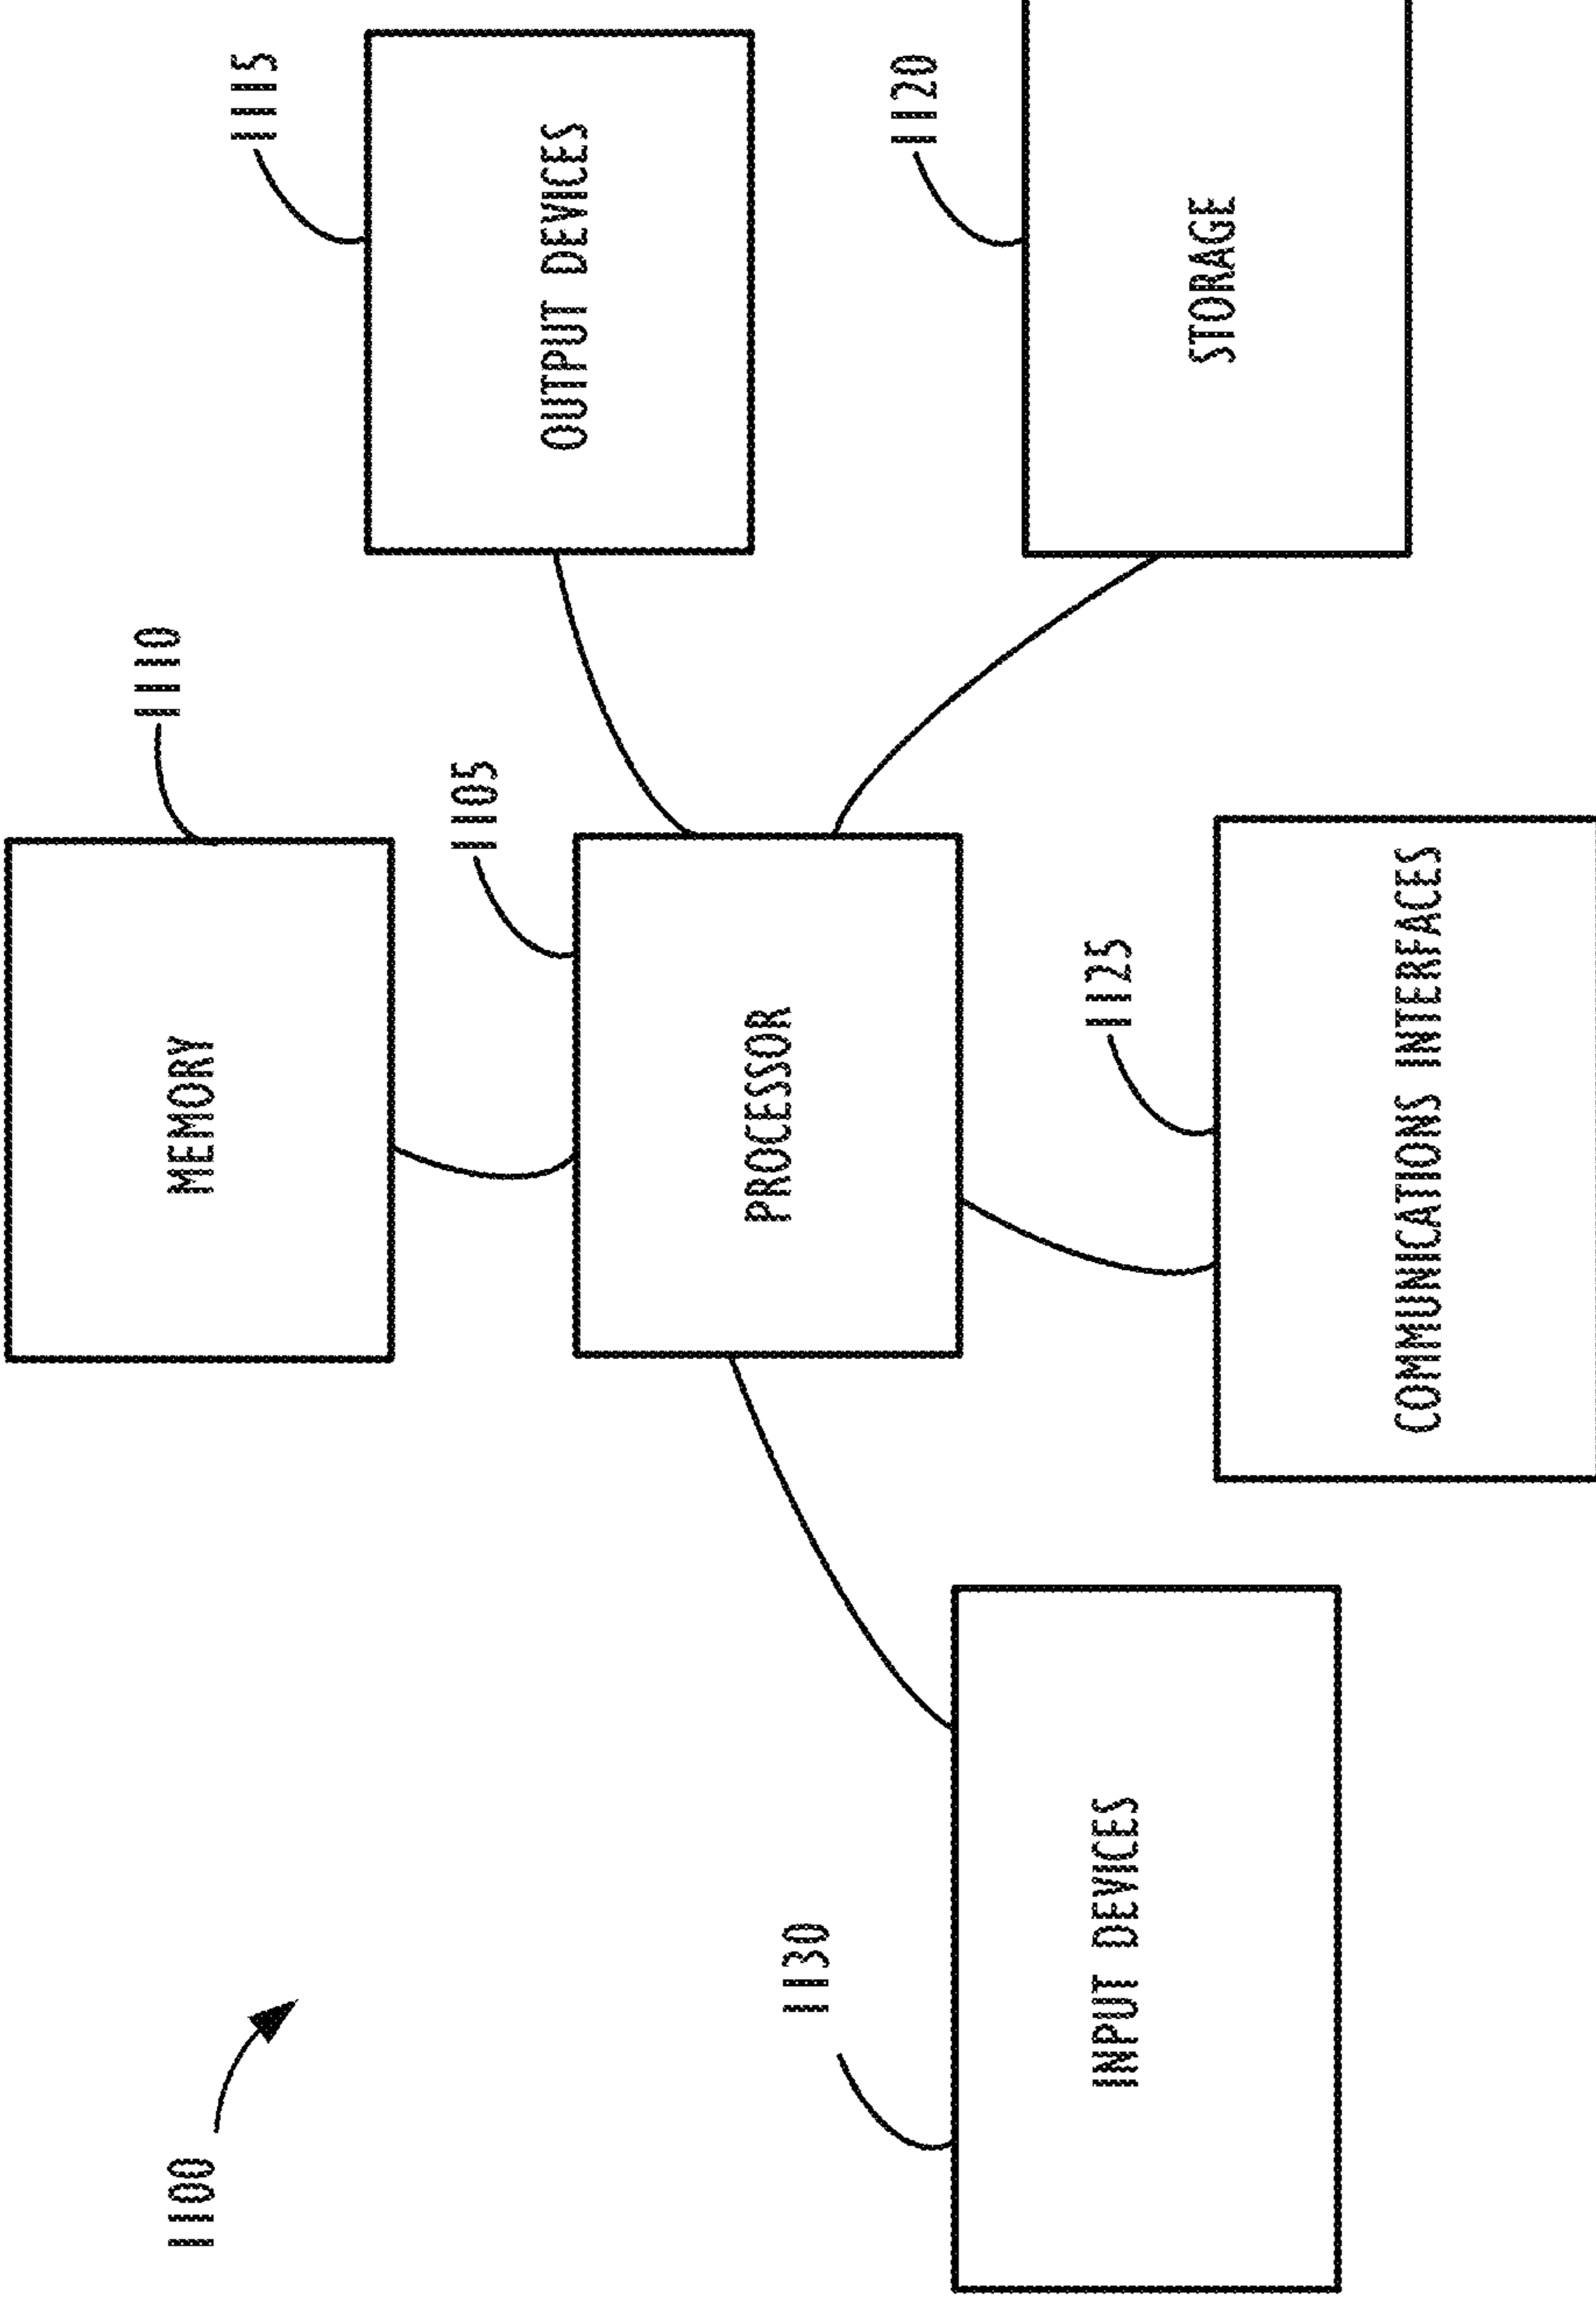 1100
MEMORY
1110
1115
OUTPUT DEVICES
1105
PROCESSOR
1130
INPUT DEVICES
1125
COMMUNICATIONS INTERFACES
1120
STORAGE